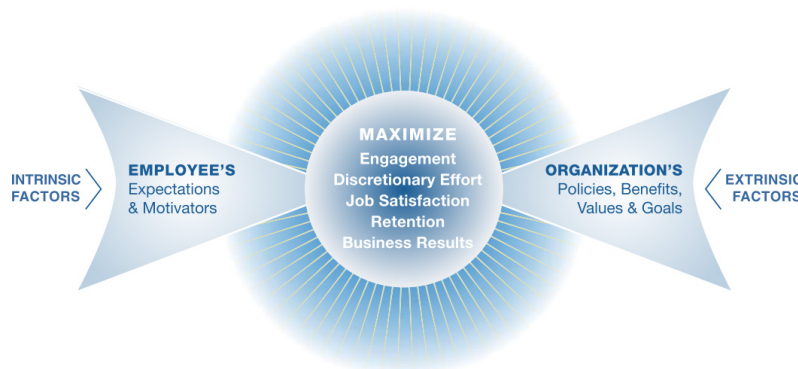 INTRINSIC
FACTORS
EMPLOYEE'S
Expectations
& Motivators
MAXIMIZE
Engagement
Discretionary Effort
Job Satisfaction
Retention
Business Results
ORGANIZATION'S
Policies, Benefits,
Values & Goals
EXTRINSIC
FACTORS